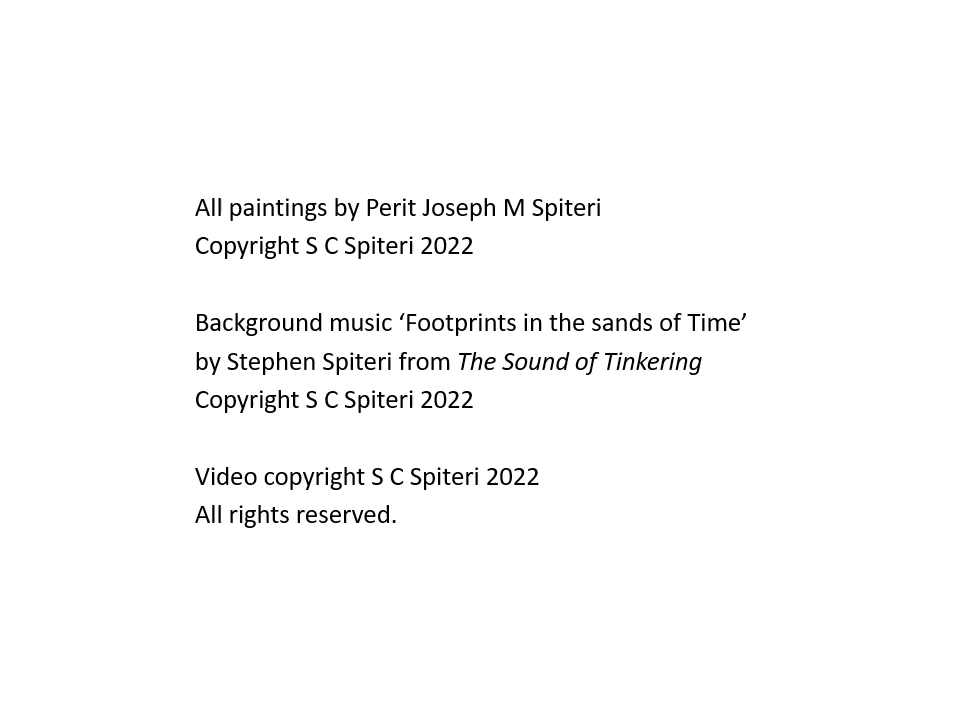 All paintings by Perit Joseph M Spiteri
Copyright S C Spiteri 2022
Background music ‘Footprints in the sands of Time’
by Stephen Spiteri from The Sound of Tinkering
Copyright S C Spiteri 2022
Video copyright S C Spiteri 2022
All rights reserved.